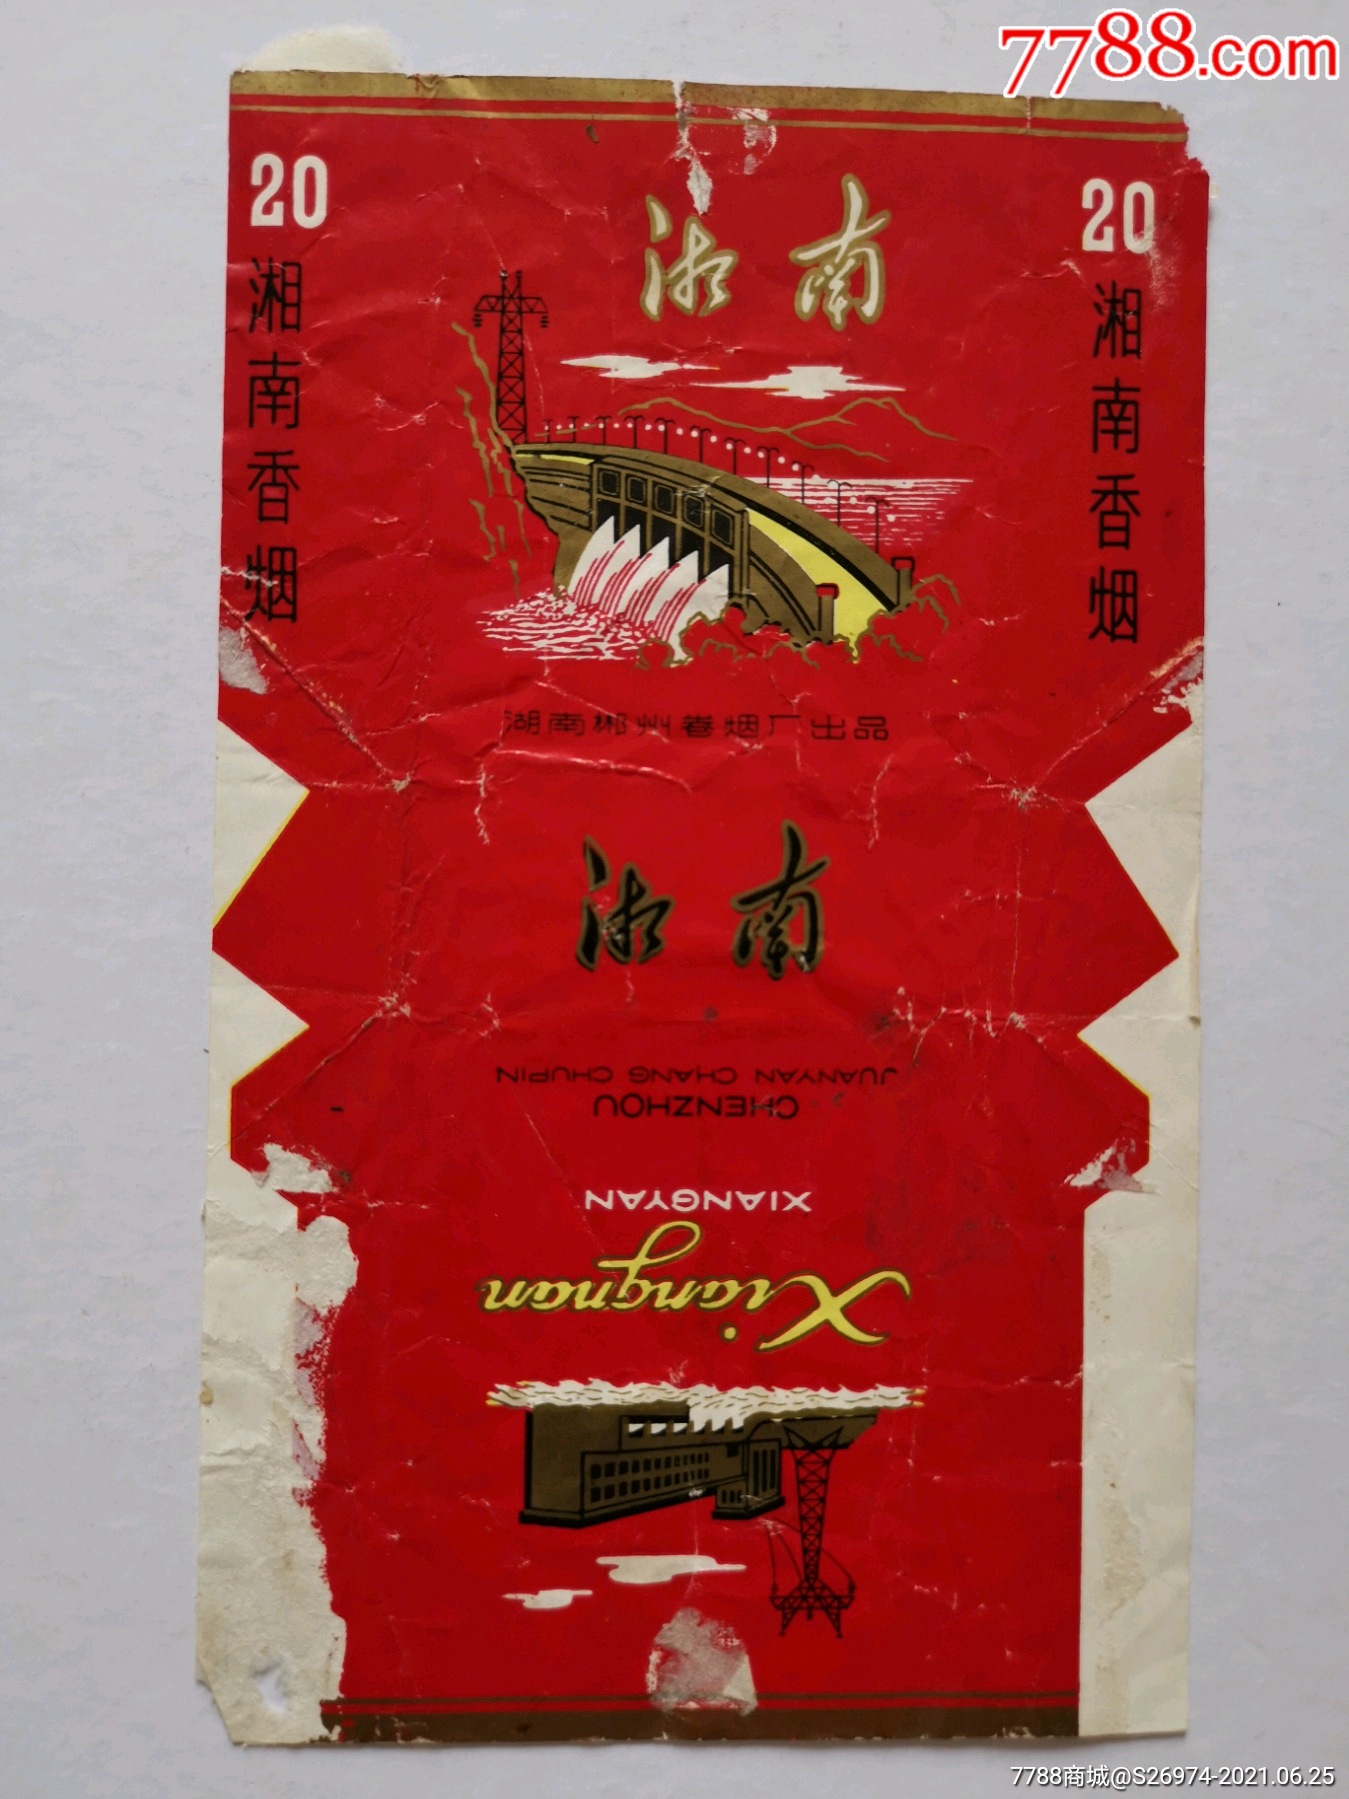 7788.com
20
20
湘南
湘南香烟
湘南香烟
湖南郴州卷烟厂出品
湘南
CHENZHOU
JUANYAN CHANG CHUPIN
Xiangnan
XIANGYAN
7788商城@S26974-2021.06.25